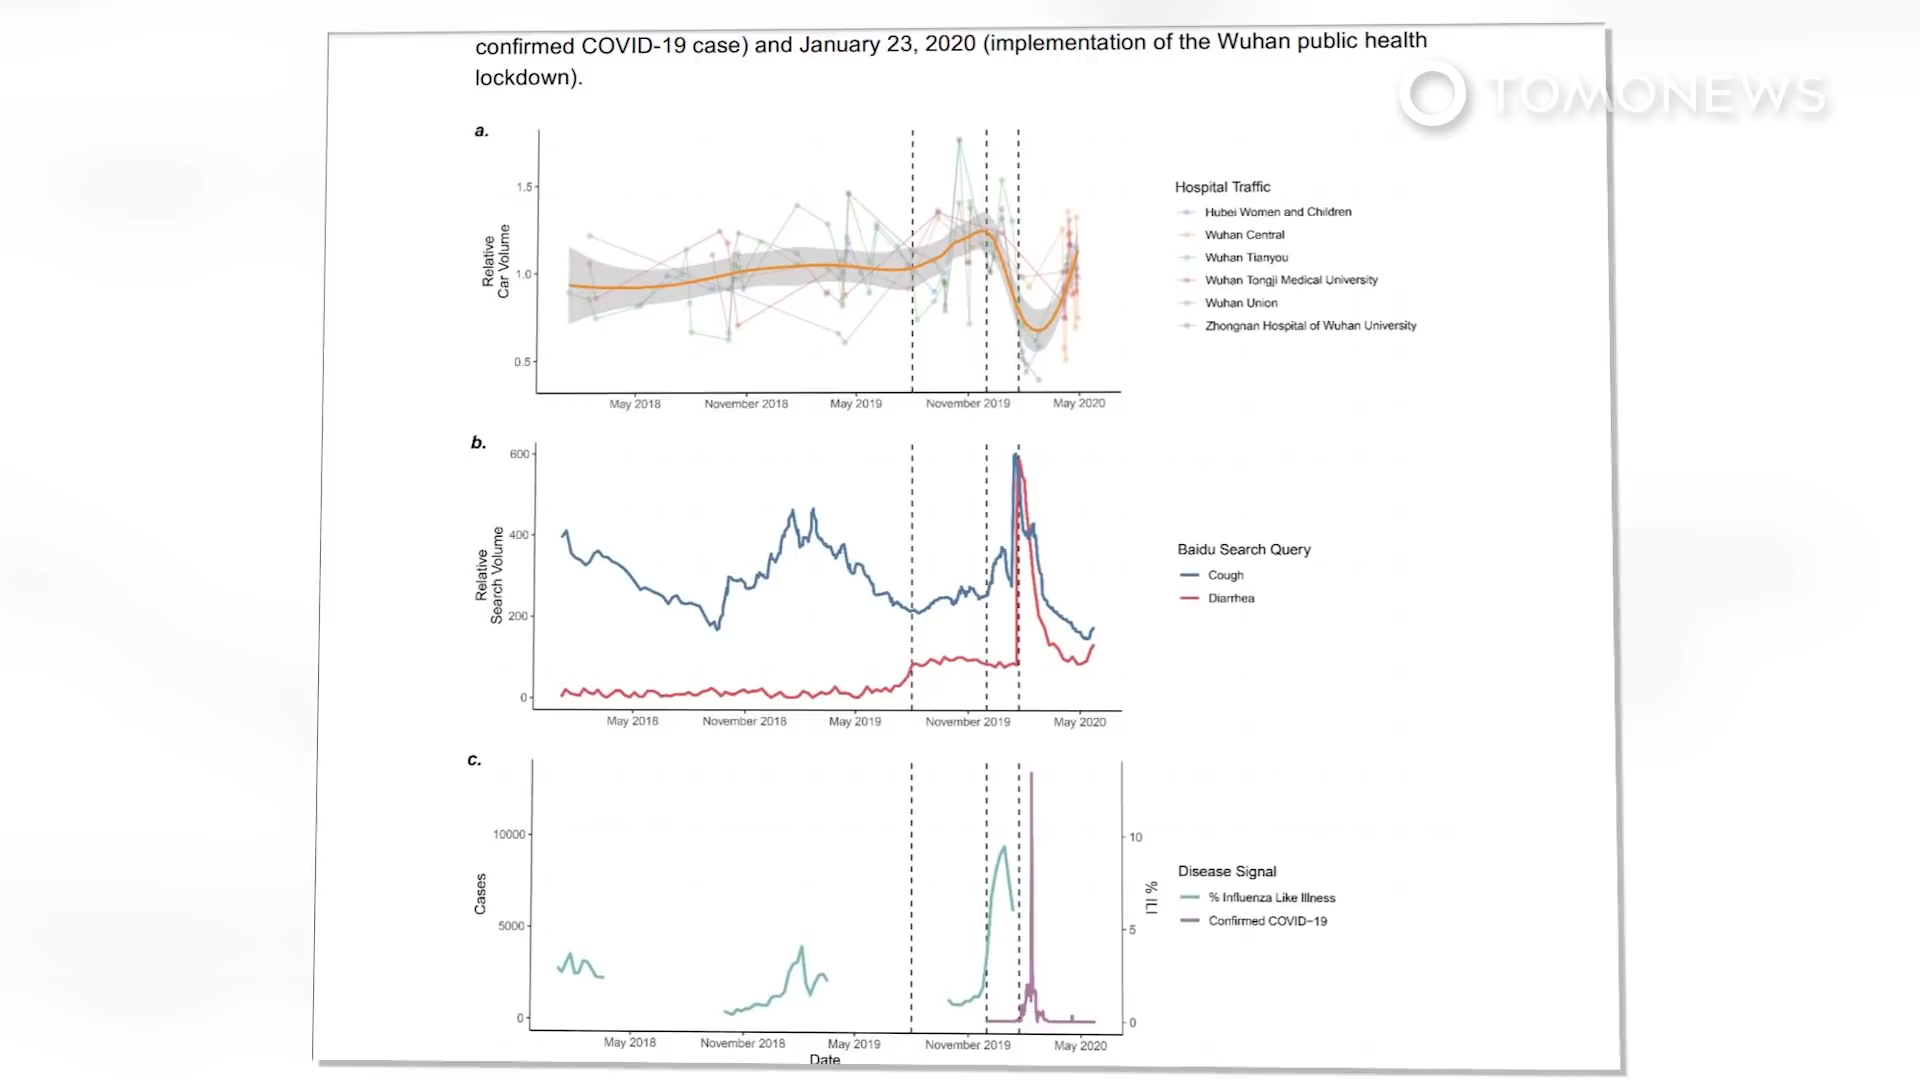 confirmed COVID-19 case) and January 23, 2020 (implementation of the Wuhan public health
lockdown).
TOMONEWS
a.
Relative
Car Volume
1.5
1.0
0.5
May 2018
November 2018
May 2019
November 2019
May 2020
Hospital Traffic
Hubei Women and Children
Wuhan Central
Wuhan Tianyou
Wuhan Tongji Medical University
Wuhan Union
Zhongnan Hospital of Wuhan University
b.
Relative
Search Volume
600
400
200
0
May 2018
November 2018
May 2019
November 2019
May 2020
Baidu Search Query
Cough
Diarrhea
c.
Cases
10000
5000
0
10
5
0
% ILI
May 2018
November 2018
May 2019
November 2019
May 2020
Date
Disease Signal
% Influenza Like Illness
Confirmed COVID-19